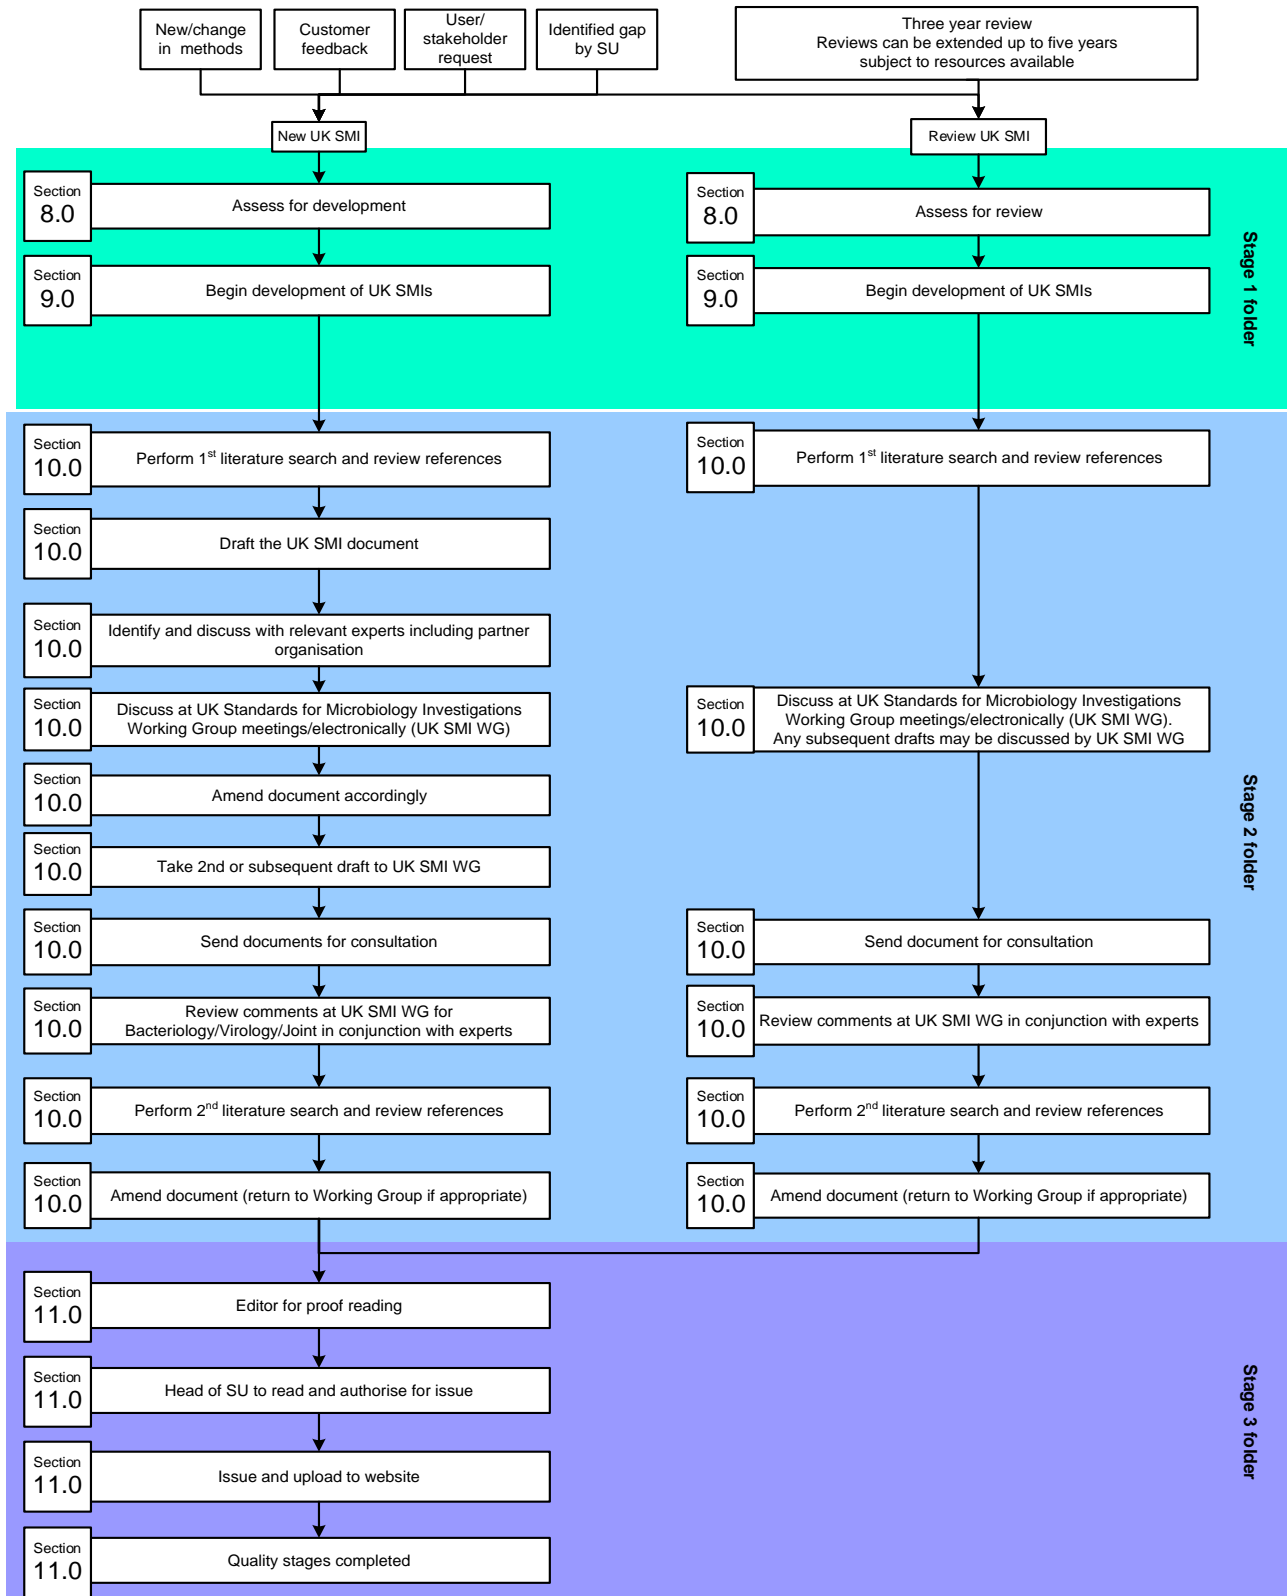 New/change
in  methods
Customer
feedback
User/
stakeholder
request
Identified gap
by SU
Three year review
Reviews can be extended up to five years
subject to resources available
New UK SMI
Review UK SMI
Section
8.0
Assess for development
Section
8.0
Assess for review
Section
9.0
Begin development of UK SMIs
Section
9.0
Begin development of UK SMIs
Stage 1 folder
Section
10.0
Perform 1st literature search and review references
Section
10.0
Perform 1st literature search and review references
Section
10.0
Draft the UK SMI document
Section
10.0
Identify and discuss with relevant experts including partner
organisation
Section
10.0
Discuss at UK Standards for Microbiology Investigations
Working Group meetings/electronically (UK SMI WG)
Section
10.0
Discuss at UK Standards for Microbiology Investigations
Working Group meetings/electronically (UK SMI WG).
Any subsequent drafts may be discussed by UK SMI WG
Section
10.0
Amend document accordingly
Section
10.0
Take 2nd or subsequent draft to UK SMI WG
Stage 2 folder
Section
10.0
Send documents for consultation
Section
10.0
Send document for consultation
Section
10.0
Review comments at UK SMI WG for
Bacteriology/Virology/Joint in conjunction with experts
Section
10.0
Review comments at UK SMI WG in conjunction with experts
Section
10.0
Perform 2nd literature search and review references
Section
10.0
Perform 2nd literature search and review references
Section
10.0
Amend document (return to Working Group if appropriate)
Section
10.0
Amend document (return to Working Group if appropriate)
Section
11.0
Editor for proof reading
Section
11.0
Head of SU to read and authorise for issue
Stage 3 folder
Section
11.0
Issue and upload to website
Section
11.0
Quality stages completed